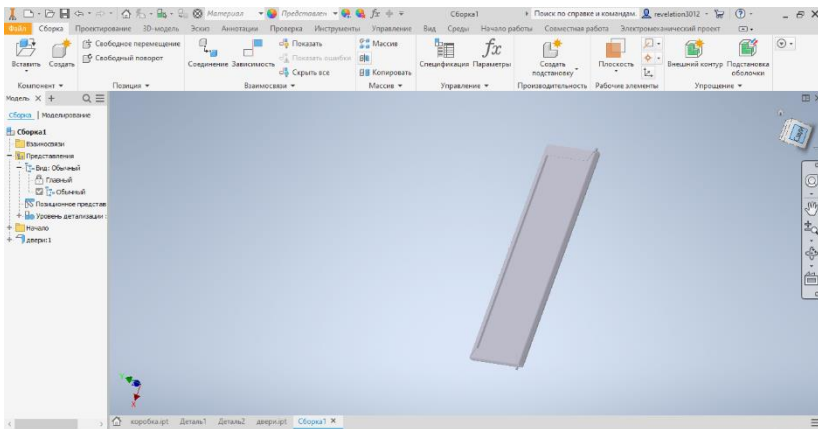 Материал
Представлен
fx
Сборка1
Поиск по справке и командам.
revelation3012
Файл Сборка Проектирование 3D-модель Эскиз Аннотации Проверка Инструменты Управление Вид Среды Начало работы Совместная работа Электромеханический проект
Свободное перемещение
Свободный поворот
Вставить Создать
Соединение Зависимость
Показать
Показать ошибки
Скрыть все
Массив
Копировать
Спецификация Параметры
fx
Создать
подстановку
Плоскость
Внешний контур Подстановка
оболочки
Компонент Позиция Взаимосвязи Массив Управление Производительность Рабочие элементы Упрощение
Модель X +
Сборка | Моделирование
Сборка1
Взаимосвязи
Представления
Вид: Обычный
Главный
Обычный
Позиционное представ
Уровень детализации :
Начало
двери:1
X
коробка.ipt Деталь1 Деталь2 двери.ipt Сборка1 X